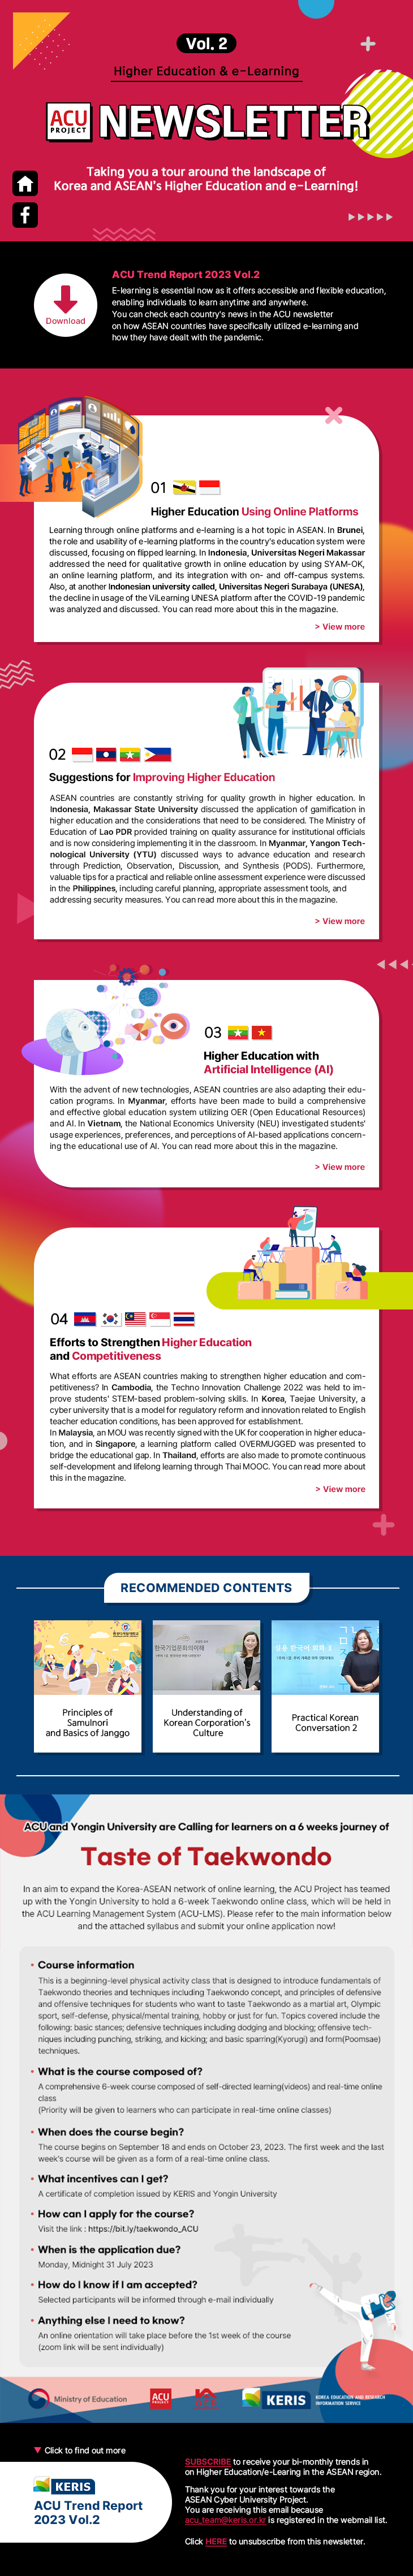 Vol. 2
Higher Education & e-Learning
ACU
PROJECT
NEWSLETTER
Taking you a tour around the landscape of
Korea and ASEAN's Higher Education and e-Learning!
ACU Trend Report 2023 Vol.2
Download
E-learning is essential now as it offers accessible and flexible education,
enabling individuals to learn anytime and anywhere.
You can check each country's news in the ACU newsletter
on how ASEAN countries have specifically utilized e-learning and
how they have dealt with the pandemic.
01
Higher Education Using Online Platforms
Learning through online platforms and e-learning is a hot topic in ASEAN. In Brunei,
the role and usability of e-learning platforms in the country's education system were
discussed, focusing on flipped learning. In Indonesia, Universitas Negeri Makassar
addressed the need for qualitative growth in online education by using SYAM-OK,
an online learning platform, and its integration with on- and off-campus systems.
Also, at another Indonesian university called, Universitas Negeri Surabaya (UNESA),
the decline in usage of the ViLearning UNESA platform after the COVID-19 pandemic
was analyzed and discussed. You can read more about this in the magazine.
> View more
02
Suggestions for Improving Higher Education
ASEAN countries are constantly striving for quality growth in higher education. In
Indonesia, Makassar State University discussed the application of gamification in
higher education and the considerations that need to be considered. The Ministry of
Education of Lao PDR provided training on quality assurance for institutional officials
and is now considering implementing it in the classroom. In Myanmar, Yangon Tech-
nological University (YTU) discussed ways to advance education and research
through Prediction, Observation, Discussion, and Synthesis (PODS). Furthermore,
valuable tips for a practical and reliable online assessment experience were discussed
in the Philippines, including careful planning, appropriate assessment tools, and
addressing security measures. You can read more about this in the magazine.
> View more
03
Higher Education with
Artificial Intelligence (AI)
With the advent of new technologies, ASEAN countries are also adapting their edu-
cation programs. In Myanmar, efforts have been made to build a comprehensive
and effective global education system utilizing OER (Open Educational Resources)
and AI. In Vietnam, the National Economics University (NEU) investigated students'
usage experiences, preferences, and perceptions of AI-based applications concern-
ing the educational use of AI. You can read more about this in the magazine.
> View more
04
Efforts to Strengthen Higher Education
and Competitiveness
What efforts are ASEAN countries making to strengthen higher education and com-
petitiveness? In Cambodia, the Techno Innovation Challenge 2022 was held to im-
prove students' STEM-based problem-solving skills. In Korea, Taejae University, a
cyber university that is suited for regulatory reform and innovation related to English
teacher education conditions, has been approved for establishment.
In Malaysia, an MOU was recently signed with the UK for cooperation in higher educa-
tion, and in Singapore, a learning platform called OVERMUGGED was presented to
bridge the educational gap. In Thailand, efforts are also made to promote continuous
self-development and lifelong learning through Thai MOOC. You can read more about
this in the magazine.
> View more
RECOMMENDED CONTENTS
Principles of
Samulnori
and Basics of Janggo
Understanding of
Korean Corporation's
Culture
Practical Korean
Conversation 2
ACU and Yongin University are Calling for learners on a 6 weeks journey of
Taste of Taekwondo
In an aim to expand the Korea-ASEAN network of online learning, the ACU Project has teamed
up with the Yongin University to hold a 6-week Taekwondo online class, which will be held in
the ACU Learning Management System (ACU-LMS). Please refer to the main information below
and the attached syllabus and submit your online application now!
• Course information
This is a beginning-level physical activity class that is designed to introduce fundamentals of
Taekwondo theories and techniques including Taekwondo concept, and principles of defensive
and offensive techniques for students who want to taste Taekwondo as a martial art, Olympic
sport, self-defense, physical/mental training, hobby or just for fun. Topics covered include the
following: basic stances; defensive techniques including dodging and blocking; offensive tech-
niques including punching, striking, and kicking; and basic sparring(Kyorugi) and form(Poomsae)
techniques.
• What is the course composed of?
A comprehensive 6-week course composed of self-directed learning(videos) and real-time online
class
(Priority will be given to learners who can participate in real-time online classes)
• When does the course begin?
The course begins on September 18 and ends on October 23, 2023. The first week and the last
week's course will be given as a form of a real-time online class.
• What incentives can I get?
A certificate of completion issued by KERIS and Yongin University
• How can I apply for the course?
Visit the link : https://bit.ly/taekwondo_ACU
• When is the application due?
Monday, Midnight 31 July 2023
• How do I know if I am accepted?
Selected participants will be informed through e-mail individually
• Anything else I need to know?
An online orientation will take place before the 1st week of the course
(zoom link will be sent individually)
Ministry of Education
ACU
PROJECT
KERIS
KOREA EDUCATION AND RESEARCH
INFORMATION SERVICE
▼ Click to find out more
KERIS
ACU Trend Report
2023 Vol.2
SUBSCRIBE to receive your bi-monthly trends in
on Higher Education/e-Learing in the ASEAN region.
Thank you for your interest towards the
ASEAN Cyber University Project.
You are receiving this email because
acu_team@keris.or.kr is registered in the webmail list.
Click HERE to unsubscribe from this newsletter.